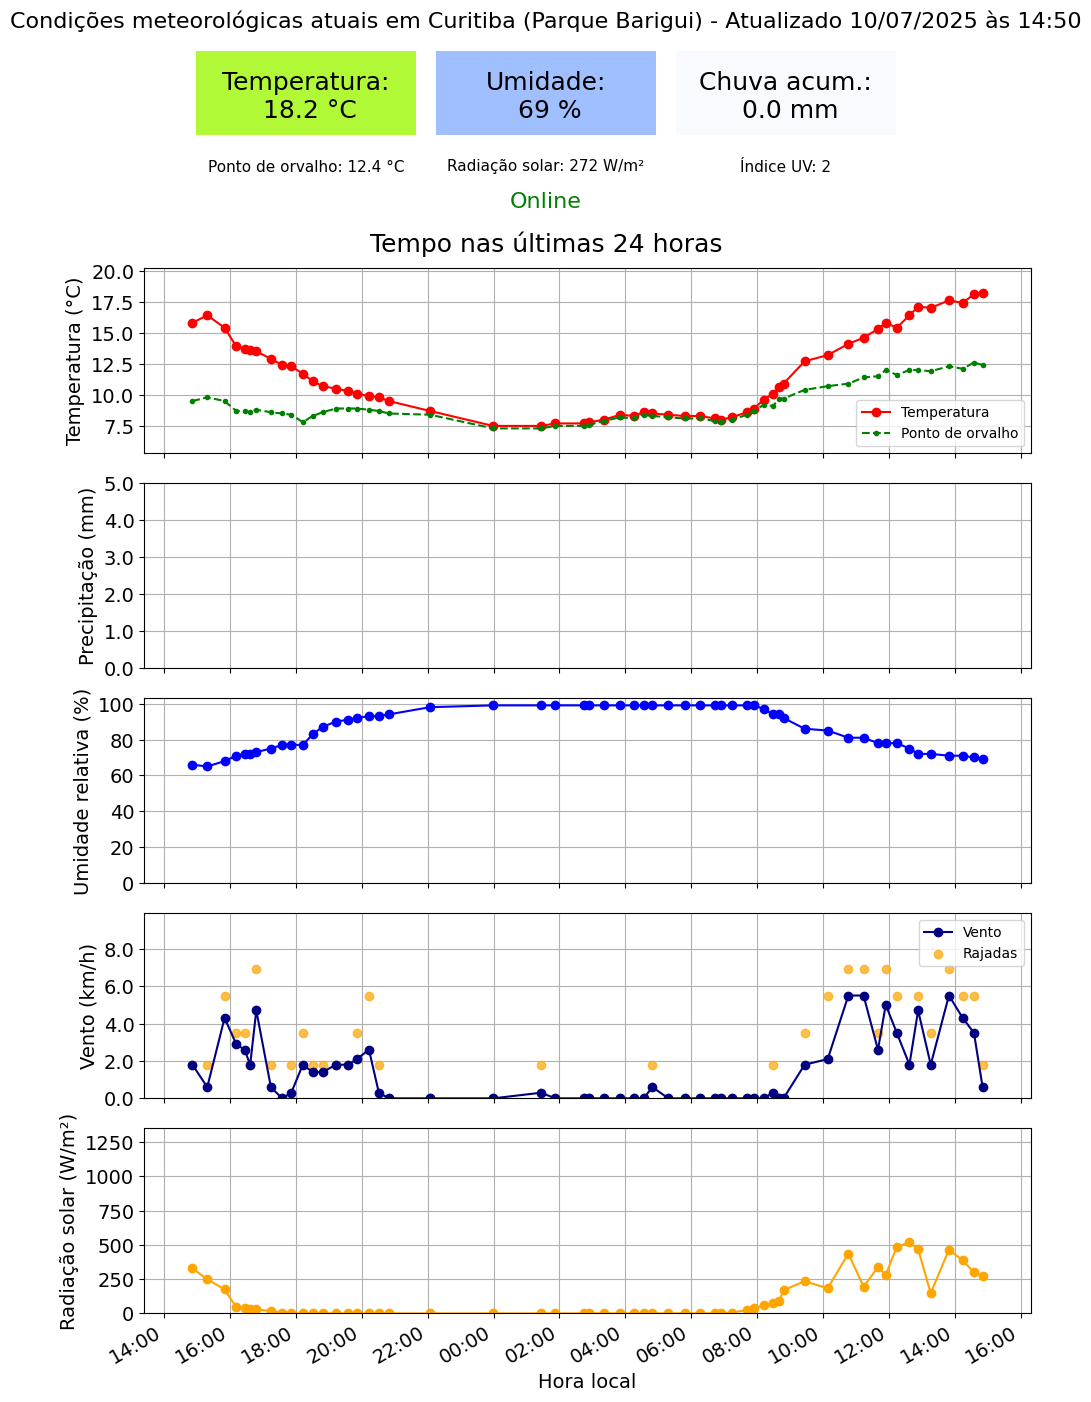 Condições meteorológicas atuais em Curitiba (Parque Barigui) - Atualizado 10/07/2025 às 14:50
Temperatura:
18.2 °C
Umidade:
69 %
Chuva acum.:
0.0 mm
Ponto de orvalho: 12.4 °C
Radiação solar: 272 W/m²
Índice UV: 2
Online
Tempo nas últimas 24 horas
Temperatura (°C)
20.0
17.5
15.0
12.5
10.0
7.5
Temperatura
Ponto de orvalho
Precipitação (mm)
5.0
4.0
3.0
2.0
1.0
0.0
Umidade relativa (%)
100
80
60
40
20
0
Vento (km/h)
8.0
6.0
4.0
2.0
0.0
Vento
Rajadas
Radiação solar (W/m²)
1250
1000
750
500
250
0
14:00
16:00
18:00
20:00
22:00
00:00
02:00
04:00
06:00
08:00
10:00
12:00
14:00
16:00
Hora local